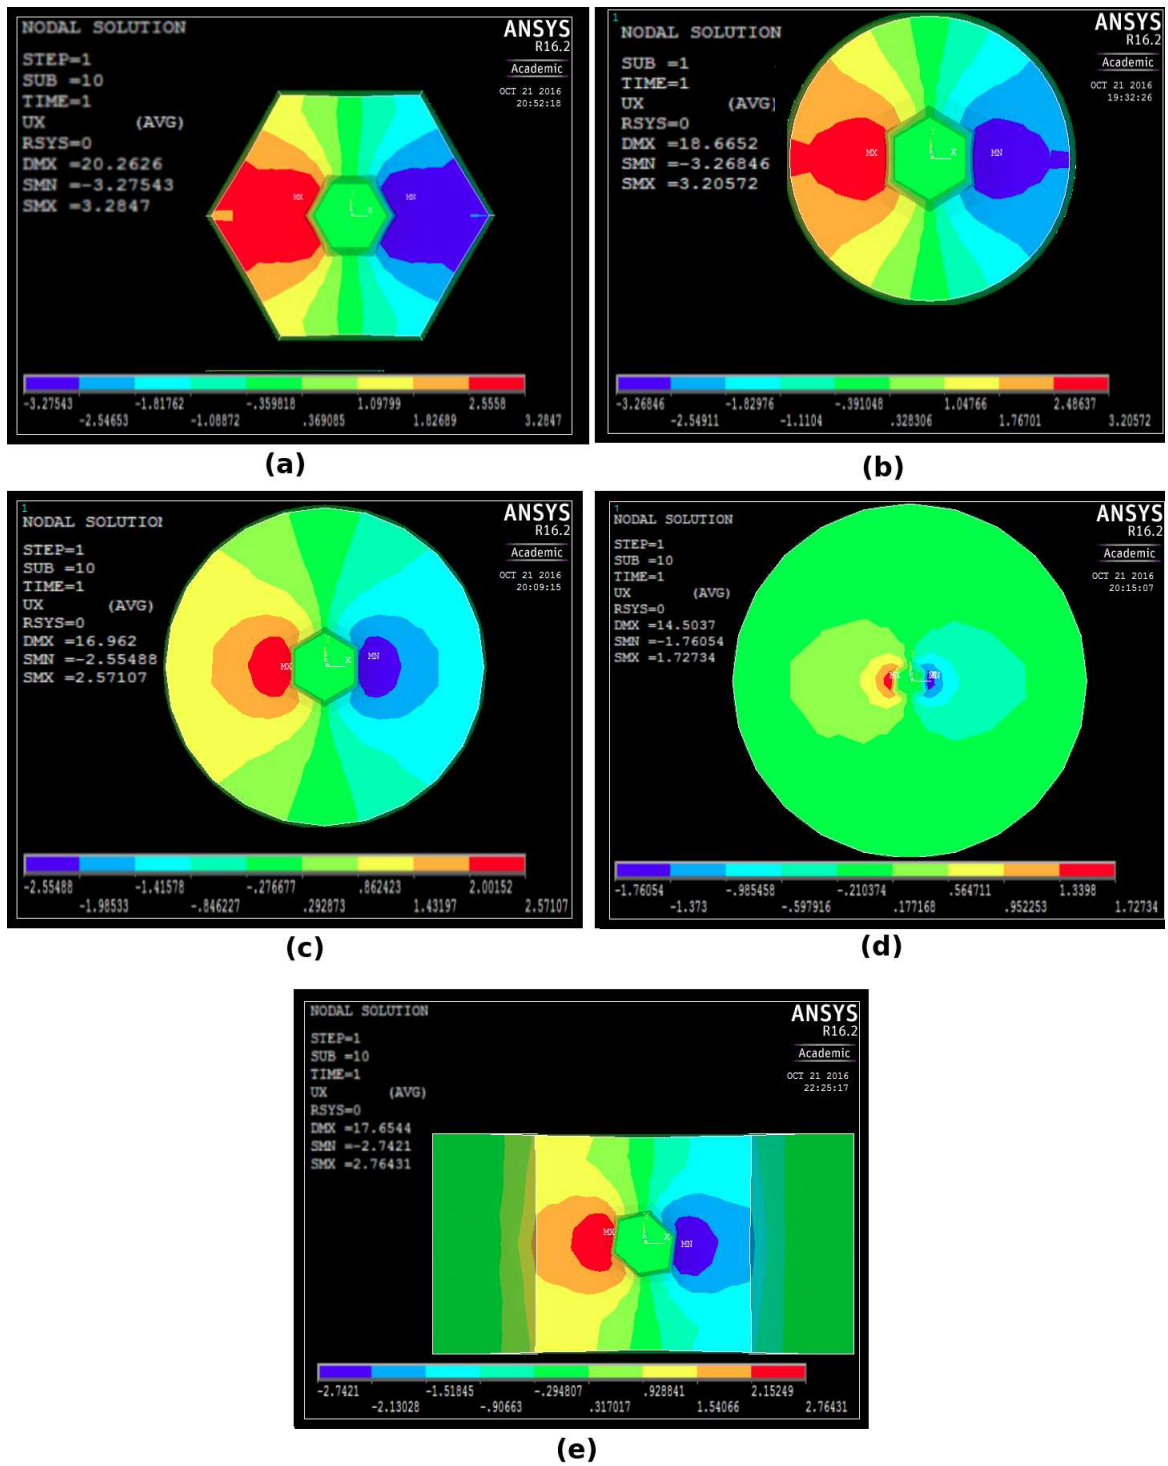 NODAL SOLUTION
STEP=1
SUB =10
TIME=1
UX (AVG)
RSYS=0
DMX =20.2626
SMN =-3.27543
SMX =3.2847
ANSYS
R16.2
Academic
OCT 21 2016
20:52:18
MX
MN
Y
X
-3.27543 -1.81762 -.359818 1.09799 2.5558
-2.54653 -1.08872 .369085 1.82689 3.2847
(a)
1
NODAL SOLUTION
SUB =1
TIME=1
UX (AVG)
RSYS=0
DMX =18.6652
SMN =-3.26846
SMX =3.20572
ANSYS
R16.2
Academic
OCT 21 2016
19:32:26
MX
MN
Y
X
-3.26846 -1.82976 -.391048 1.04766 2.48637
-2.54911 -1.1104 .328306 1.76701 3.20572
(b)
1
NODAL SOLUTION
STEP=1
SUB =10
TIME=1
UX (AVG)
RSYS=0
DMX =16.962
SMN =-2.55488
SMX =2.57107
ANSYS
R16.2
Academic
OCT 21 2016
20:09:15
MX
MN
Y
X
-2.55488 -1.41578 -.276677 .862423 2.00152
-1.98533 -.846227 .292873 1.43197 2.57107
(c)
1
NODAL SOLUTION
STEP=1
SUB =10
TIME=1
UX (AVG)
RSYS=0
DMX =14.5037
SMN =-1.76054
SMX =1.72734
ANSYS
R16.2
Academic
OCT 21 2016
20:15:07
MX
MN
-1.76054 -.985458 -.210374 .564711 1.3398
-1.373 -.597916 .177168 .952253 1.72734
(d)
NODAL SOLUTION
STEP=1
SUB =10
TIME=1
UX (AVG)
RSYS=0
DMX =17.6544
SMN =-2.7421
SMX =2.76431
ANSYS
R16.2
Academic
OCT 21 2016
22:25:17
MX
MN
Y
X
-2.7421 -1.51845 -.294807 .928841 2.15249
-2.13028 -.90663 .317017 1.54066 2.76431
(e)